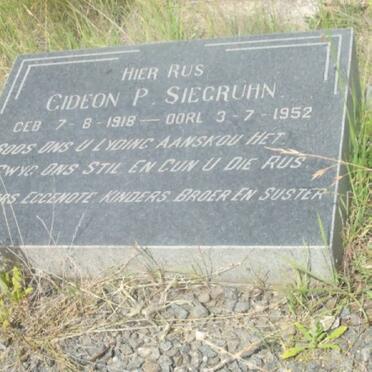 HIER RUS
GIDEON P. SIEGRUHN.
GEB 7-8-1918 — OORL 3-7-1952
SOOS ONS U LYDING AANSKOU HET,
ONS STIL EN GUN U DIE RUS.
EGGENOTE, KINDERS, BROER EN SUSTER